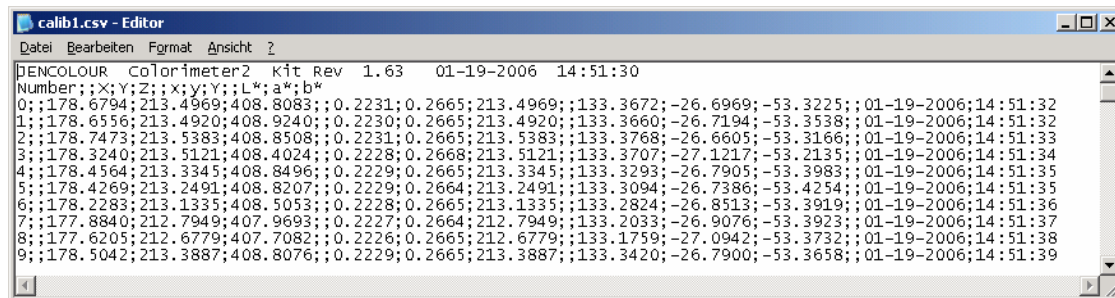 calib1.csv - Editor
Datei Bearbeiten Format Ansicht ?
JENCOLOUR Colorimeter2 Kit Rev 1.63 01-19-2006 14:51:30
Number;;X;Y;Z;;x;y;Y;;L*;a*;b*
0;;178.6794;213.4969;408.8083;;0.2231;0.2665;213.4969;;133.3672;-26.6969;-53.3225;;01-19-2006;14:51:32
1;;178.6556;213.4920;408.9240;;0.2230;0.2665;213.4920;;133.3660;-26.7194;-53.3538;;01-19-2006;14:51:32
2;;178.7473;213.5383;408.8508;;0.2231;0.2665;213.5383;;133.3768;-26.6605;-53.3166;;01-19-2006;14:51:33
3;;178.3240;213.5121;408.4024;;0.2228;0.2668;213.5121;;133.3707;-27.1217;-53.2135;;01-19-2006;14:51:34
4;;178.4564;213.3345;408.8496;;0.2229;0.2665;213.3345;;133.3293;-26.7905;-53.3983;;01-19-2006;14:51:35
5;;178.4269;213.2491;408.8207;;0.2229;0.2664;213.2491;;133.3094;-26.7386;-53.4254;;01-19-2006;14:51:35
6;;178.2283;213.1335;408.5053;;0.2228;0.2665;213.1335;;133.2824;-26.8513;-53.3919;;01-19-2006;14:51:36
7;;177.8840;212.7949;407.9693;;0.2227;0.2664;212.7949;;133.2033;-26.9076;-53.3923;;01-19-2006;14:51:37
8;;177.6205;212.6779;407.7082;;0.2226;0.2665;212.6779;;133.1759;-27.0942;-53.3732;;01-19-2006;14:51:38
9;;178.5042;213.3887;408.8076;;0.2229;0.2665;213.3887;;133.3420;-26.7900;-53.3658;;01-19-2006;14:51:39